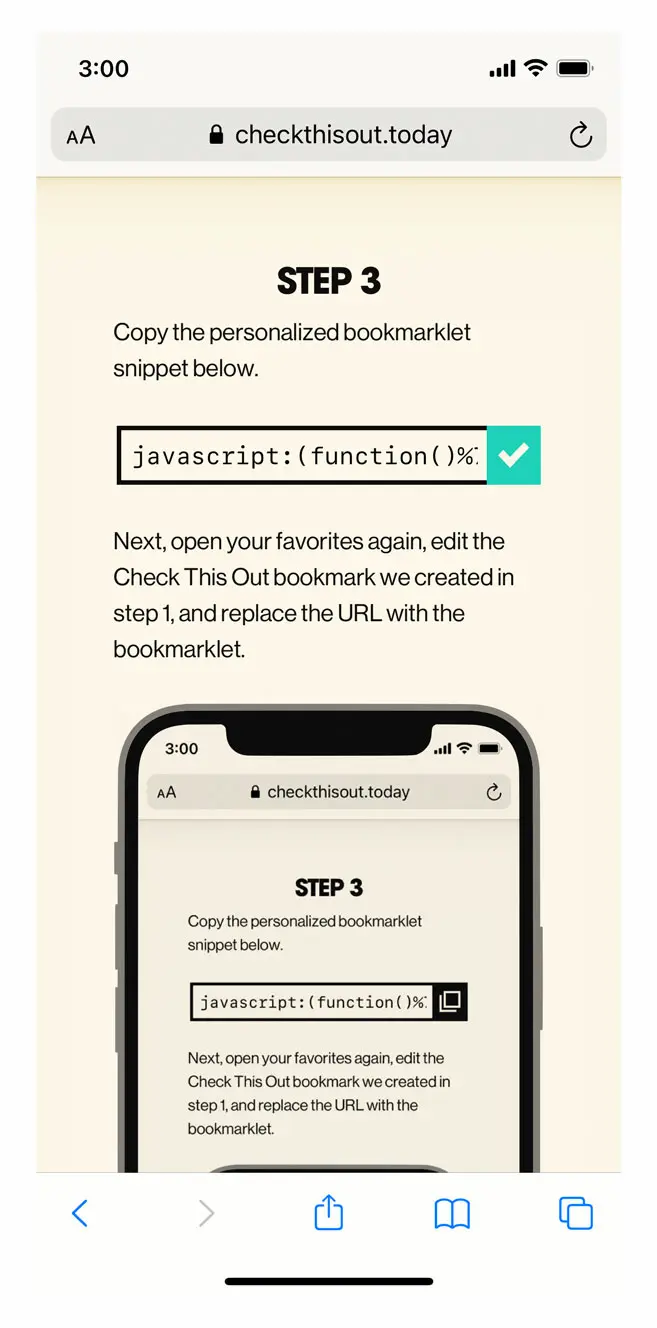 3:00
AA checkthisout.today
STEP 3
Copy the personalized bookmarklet
snippet below.
javascript:(function()%
Next, open your favorites again, edit the
Check This Out bookmark we created in
step 1, and replace the URL with the
bookmarklet.
3:00
AA checkthisout.today
STEP 3
Copy the personalized bookmarklet
snippet below.
javascript:(function()%
Next, open your favorites again, edit the
Check This Out bookmark we created in
step 1, and replace the URL with the
bookmarklet.